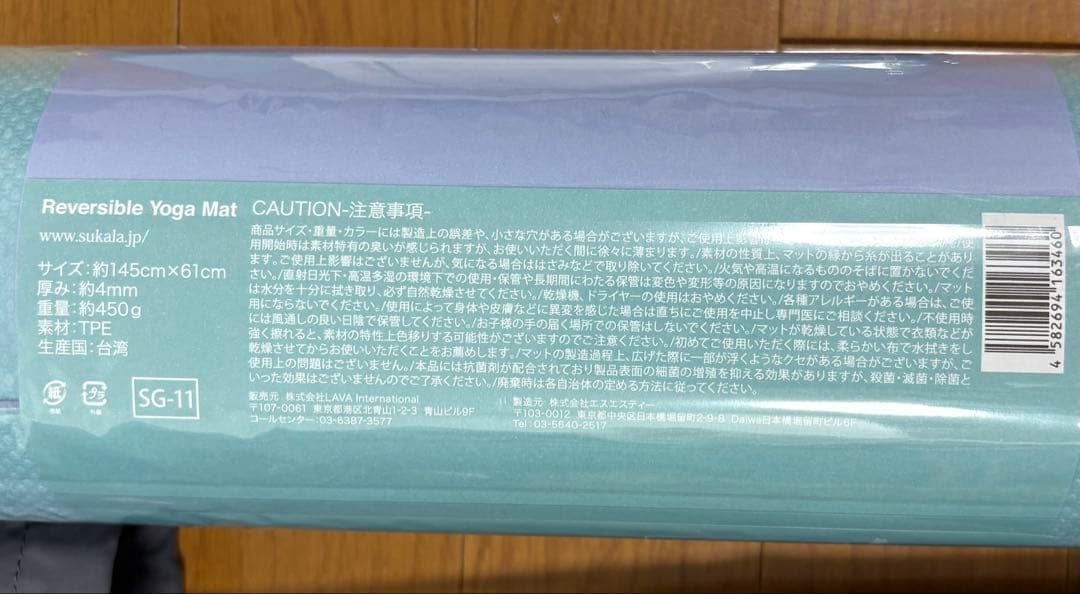 Reversible Yoga Mat
www.sukala.jp/
サイズ:約145cm×61cm
厚み:約4mm
重量:約450g
素材:TPE
生産国:台湾
紙
プラ
外装
SG-11
CAUTION-注意事項-
商品サイズ・重量・カラーには製造上の誤差や、小さな穴がある場合がございますが、ご使用上影響は
用開始時は素材特有の臭いが感じられますが、お使いいただく間に徐々に薄まります。/素材の性質上、マットの縁から糸が出ることがあり
ます。ご使用上影響はございませんが、気になる場合ははさみなどで取り除いてください。/火気や高温になるもののそばに置かないでくだ
さい。/直射日光下・高温多湿の環境下での使用・保管や長期間にわたる保管は変色や変形等の原因になりますのでおやめください。/マット
は水分を十分に拭き取り、必ず自然乾燥させてください。/乾燥機、ドライヤーの使用はおやめください。/各種アレルギーがある場合は、ご使
用にならないでください。/使用によって身体や皮膚などに異変を感じた場合は直ちにご使用を中止し専門医にご相談ください。/不使用時
には風通しの良い日陰で保管してください。/お子様の手の届く場所での保管はしないでください。/マットが乾燥している状態で衣類などが
強く擦れると、素材の特性上色移りする可能性がございますのでご注意ください。/初めてご使用いただく際には、柔らかい布で水拭きをし
乾燥させてからお使いいただくことをお薦めします。/マットの製造過程上、広げた際に一部が浮くようなクセがある場合がございますが、ご
使用上の問題はございません。/本品には抗菌剤が配合されており製品表面の細菌の増殖を抑える効果がありますが、殺菌・滅菌・除菌と
いった効果はございませんのでご了承ください。/廃棄時は各自治体の定める方法に従ってください。
販売元 株式会社LAVA International
〒107-0061 東京都港区北青山1-2-3 青山ビル9F
コールセンター:03-6387-3577
製造元 株式会社エスエスティー
〒103-0012 東京都中央区日本橋堀留町2-9-8 Daiwa日本橋堀留町ビル6F
Tel:03-5640-2517
4 582694 163460